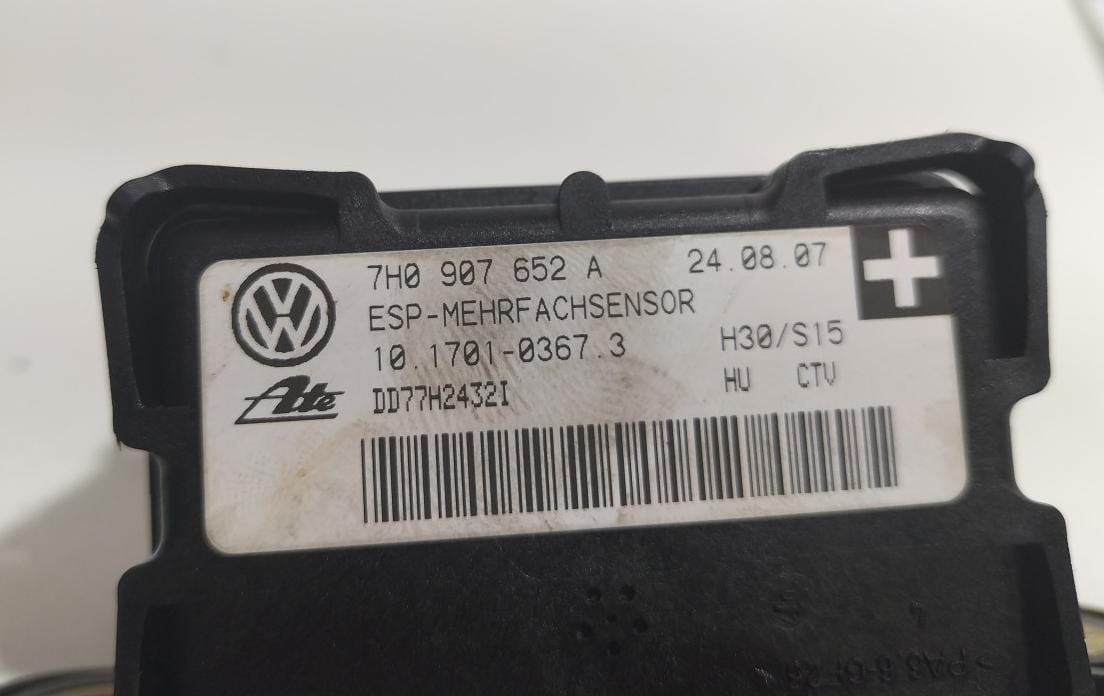 7H0 907 652 A 24.08.07
ESP-MEHRFACHSENSOR
10.1701-0367.3 H30/S15
Ate DD77H2432I HU CTV